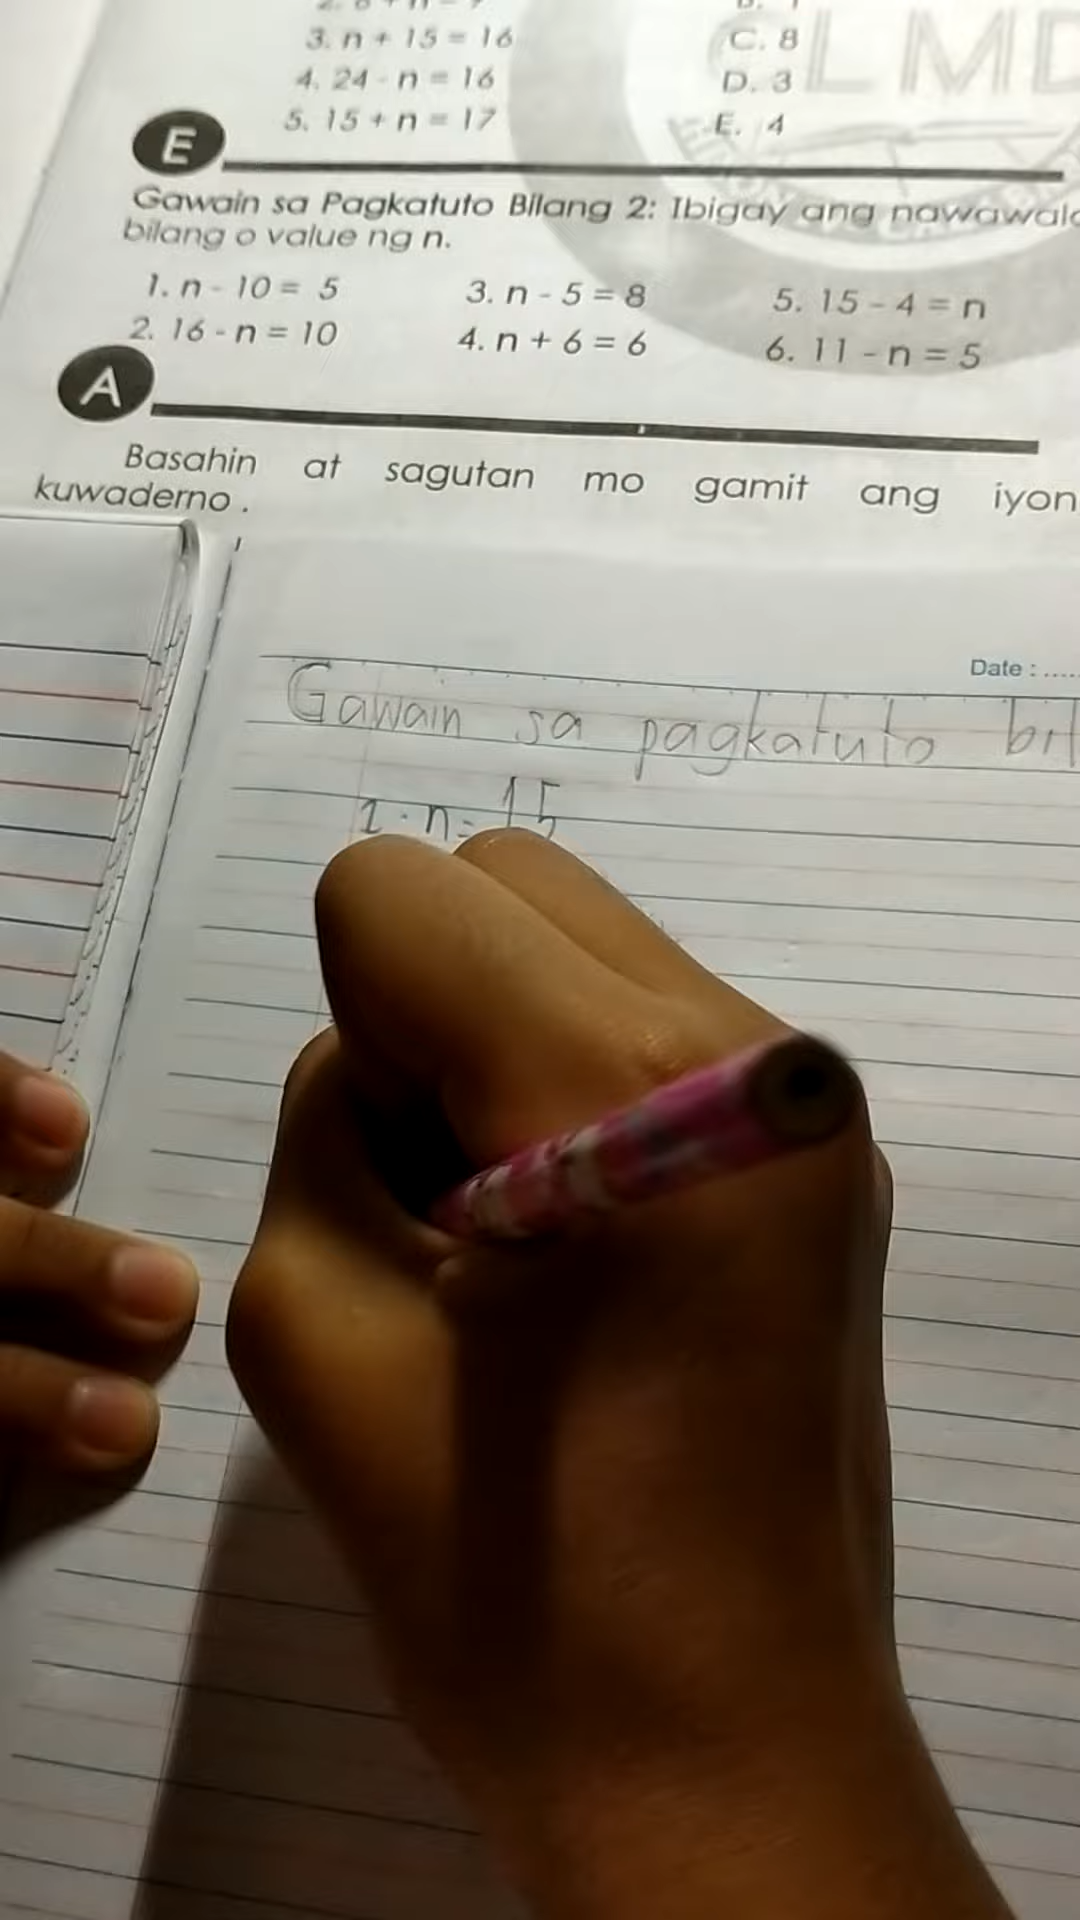 3. n + 15 = 16
4. 24 - n = 16
5. 15 + n = 17
C. 8
D. 3
E. 4
LMD
E
Gawain sa Pagkatuto Bilang 2: Ibigay ang
bilang o value ng n.
1. n - 10 = 5
2. 16 - n = 10
3. n - 5 = 8
4. n + 6 = 6
5. 15 - 4 = n
6. 11 - n = 5
A
Basahin at sagutan mo gamit ang iyon
kuwaderno.
Date :
Gawain sa pagkatuto bil
1. n = 15